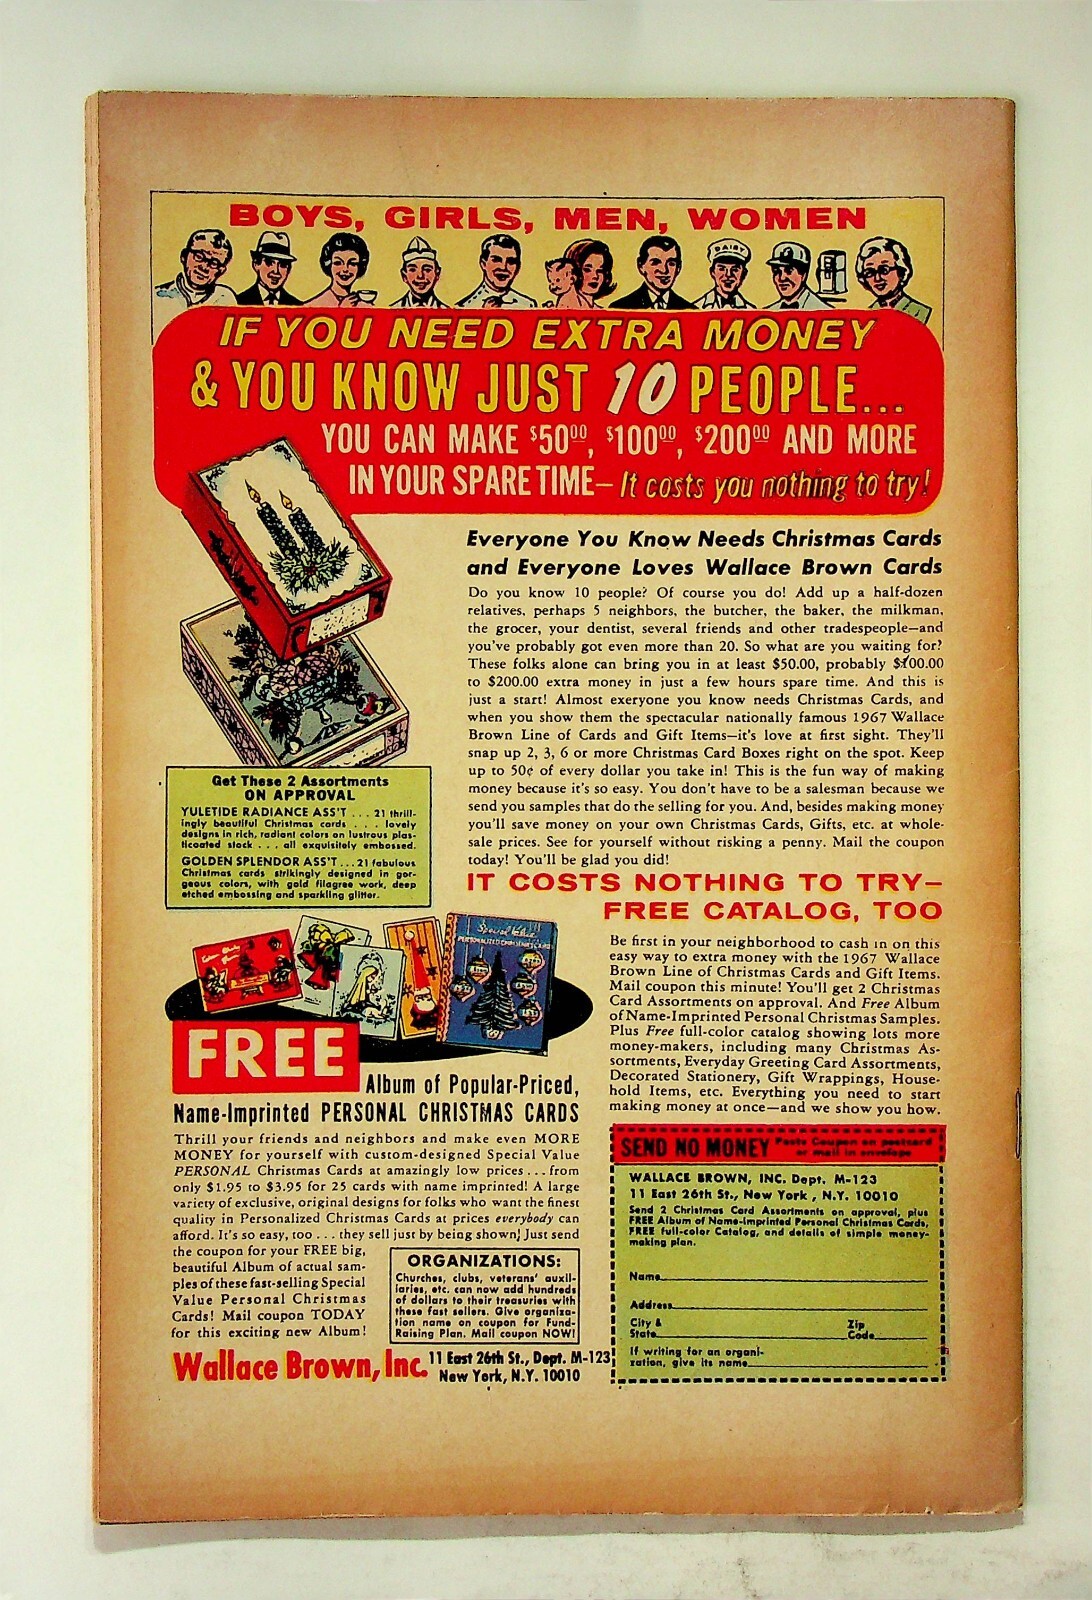 BOYS, GIRLS, MEN, WOMEN
DAIRY
IF YOU NEED EXTRA MONEY
& YOU KNOW JUST 10 PEOPLE...
YOU CAN MAKE $50.00, $100.00, $200.00 AND MORE
IN YOUR SPARE TIME—It costs you nothing to try!
Everyone You Know Needs Christmas Cards
and Everyone Loves Wallace Brown Cards
Do you know 10 people? Of course you do! Add up a half-dozen
relatives, perhaps 5 neighbors, the butcher, the baker, the milkman,
the grocer, your dentist, several friends and other tradespeople—and
you've probably got even more than 20. So what are you waiting for?
These folks alone can bring you in at least $50.00, probably $100.00
to $200.00 extra money in just a few hours spare time. And this is
just a start! Almost exeryone you know needs Christmas Cards, and
when you show them the spectacular nationally famous 1967 Wallace
Brown Line of Cards and Gift Items—it's love at first sight. They'll
snap up 2, 3, 6 or more Christmas Card Boxes right on the spot. Keep
up to 50¢ of every dollar you take in! This is the fun way of making
money because it's so easy. You don't have to be a salesman because we
send you samples that do the selling for you. And, besides making money
you'll save money on your own Christmas Cards, Gifts, etc. at whole-
sale prices. See for yourself without risking a penny. Mail the coupon
today! You'll be glad you did!
Get These 2 Assortments
ON APPROVAL
YULETIDE RADIANCE ASS'T . . . 21 thrill-
ingly beautiful Christmas cards . . . lovely
designs in rich, radiant colors on lustrous plas-
ticoated stock . . . all exquisitely embossed.
GOLDEN SPLENDOR ASS'T . . . 21 fabulous
Christmas cards strikingly designed in gor-
geous colors, with gold filagree work, deep
etched embossing and sparkling glitter.
IT COSTS NOTHING TO TRY—
FREE CATALOG, TOO
Be first in your neighborhood to cash in on this
easy way to extra money with the 1967 Wallace
Brown Line of Christmas Cards and Gift Items.
Mail coupon this minute! You'll get 2 Christmas
Card Assortments on approval. And Free Album
of Name-Imprinted Personal Christmas Samples.
Plus Free full-color catalog showing lots more
money-makers, including many Christmas As-
sortments, Everyday Greeting Card Assortments,
Decorated Stationery, Gift Wrappings, House-
hold Items, etc. Everything you need to start
making money at once—and we show you how.
Special Value
PERSONALIZED CHRISTMAS CARDS
FREE
Album of Popular-Priced,
Name-Imprinted PERSONAL CHRISTMAS CARDS
Thrill your friends and neighbors and make even MORE
MONEY for yourself with custom-designed Special Value
PERSONAL Christmas Cards at amazingly low prices . . . from
only $1.95 to $3.95 for 25 cards with name imprinted! A large
variety of exclusive, original designs for folks who want the finest
quality in Personalized Christmas Cards at prices everybody can
afford. It's so easy, too . . . they sell just by being shown! Just send
the coupon for your FREE big,
beautiful Album of actual sam-
ples of these fast-selling Special
Value Personal Christmas
Cards! Mail coupon TODAY
for this exciting new Album!
ORGANIZATIONS:
Churches, clubs, veterans' auxil-
iaries, etc. can now add hundreds
of dollars to their treasuries with
these fast sellers. Give organiza-
tion name on coupon for Fund-
Raising Plan. Mail coupon NOW!
Wallace Brown, Inc. 11 East 26th St., Dept. M-123
New York, N.Y. 10010
SEND NO MONEY Paste Coupon on postcard
or mail in envelope
WALLACE BROWN, INC. Dept. M-123
11 East 26th St., New York , N.Y. 10010
Send 2 Christmas Card Assortments on approval, plus
FREE Album of Name-Imprinted Personal Christmas Cards,
FREE full-color Catalog, and details of simple money-
making plan.
Name
Address
City & State Zip Code
If writing for an organi-
zation, give its name